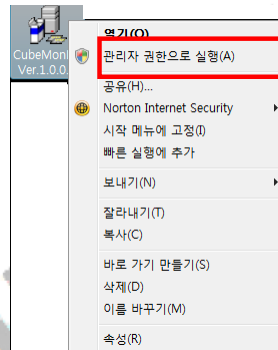 열기(O)
CubeMon
Ver.1.0.0.
관리자 권한으로 실행(A)
공유(H)...
Norton Internet Security
시작 메뉴에 고정(I)
빠른 실행에 추가
보내기(N)
잘라내기(T)
복사(C)
바로 가기 만들기(S)
삭제(D)
이름 바꾸기(M)
속성(R)